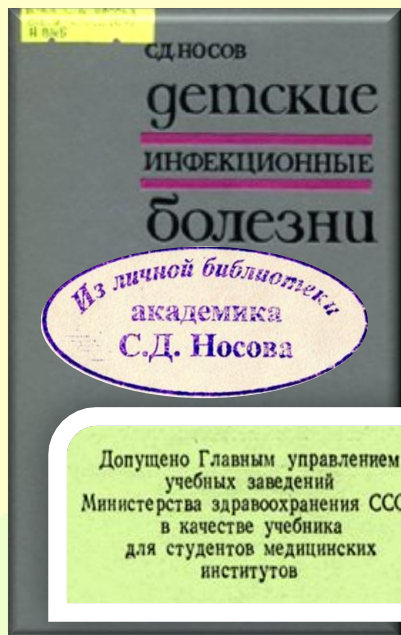 С.Д.НОСОВ
детские
ИНФЕКЦИОННЫЕ
болезни
Из личной библиотеки
академика
С.Д. Носова
Допущено Главным управлением
учебных заведений
Министерства здравоохранения СССР
в качестве учебника
для студентов медицинских
институтов